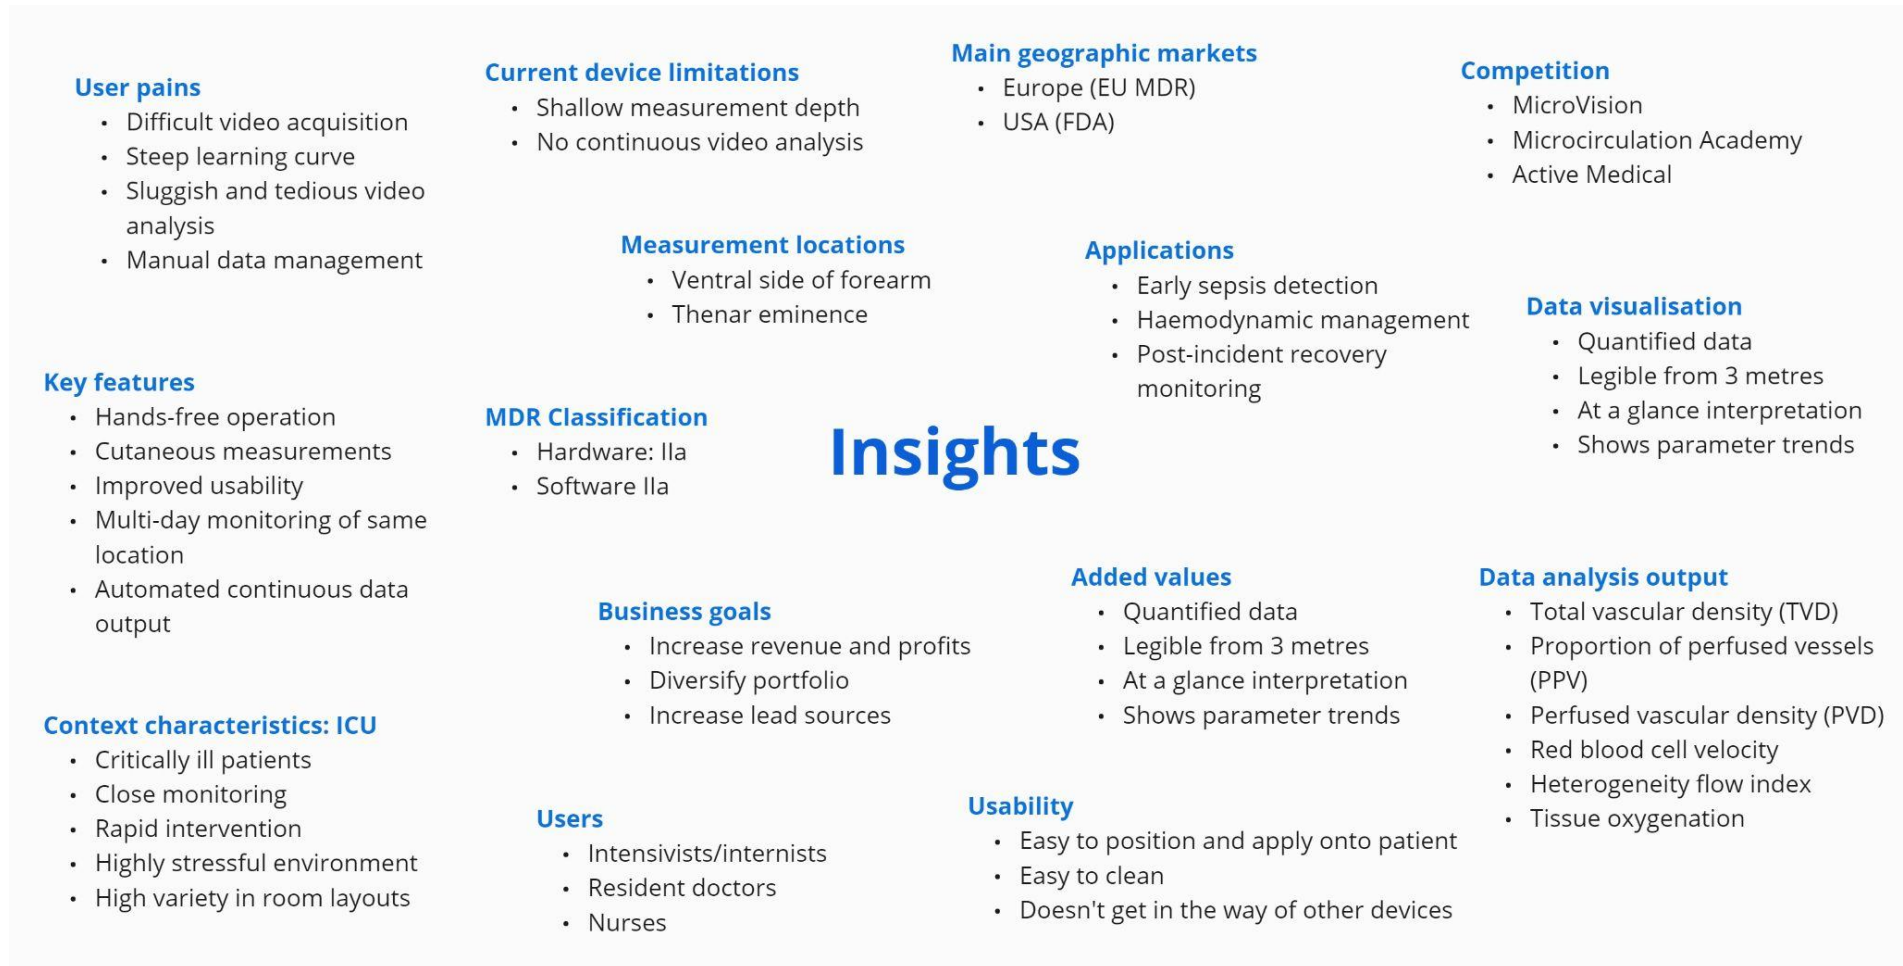 User pains
• Difficult video acquisition
• Steep learning curve
• Sluggish and tedious video
analysis
• Manual data management
Current device limitations
• Shallow measurement depth
• No continuous video analysis
Main geographic markets
• Europe (EU MDR)
• USA (FDA)
Competition
• MicroVision
• Microcirculation Academy
• Active Medical
Measurement locations
• Ventral side of forearm
• Thenar eminence
Applications
• Early sepsis detection
• Haemodynamic management
• Post-incident recovery
monitoring
Data visualisation
• Quantified data
• Legible from 3 metres
• At a glance interpretation
• Shows parameter trends
Key features
• Hands-free operation
• Cutaneous measurements
• Improved usability
• Multi-day monitoring of same
location
• Automated continuous data
output
MDR Classification
• Hardware: IIa
• Software IIa
Insights
Business goals
• Increase revenue and profits
• Diversify portfolio
• Increase lead sources
Added values
• Quantified data
• Legible from 3 metres
• At a glance interpretation
• Shows parameter trends
Data analysis output
• Total vascular density (TVD)
• Proportion of perfused vessels
(PPV)
• Perfused vascular density (PVD)
• Red blood cell velocity
• Heterogeneity flow index
• Tissue oxygenation
Context characteristics: ICU
• Critically ill patients
• Close monitoring
• Rapid intervention
• Highly stressful environment
• High variety in room layouts
Users
• Intensivists/internists
• Resident doctors
• Nurses
Usability
• Easy to position and apply onto patient
• Easy to clean
• Doesn't get in the way of other devices